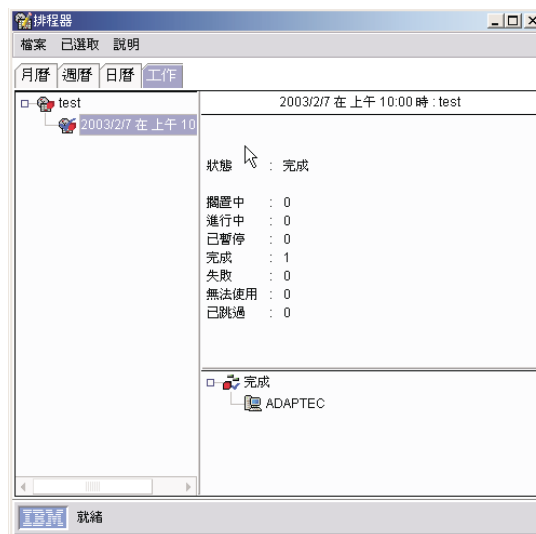 排程器
檔案 已選取 說明
月曆 週曆 日曆 工作
test
2003/2/7 在 上午 10
2003/2/7 在 上午 10:00 時 : test
狀態 : 完成
擱置中 : 0
進行中 : 0
已暫停 : 0
完成 : 1
失敗 : 0
無法使用 : 0
已跳過 : 0
完成
ADAPTEC
IBM 就緒